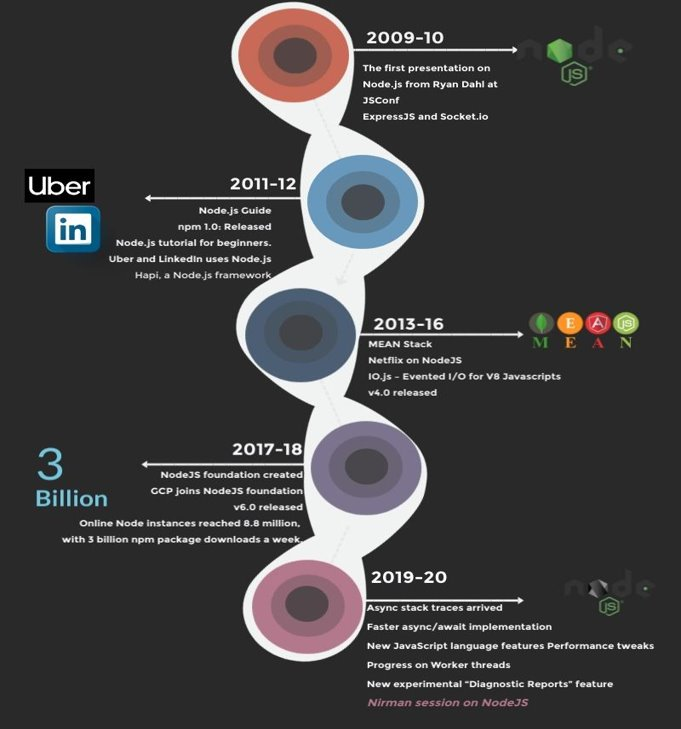 2009-10
node
JS
The first presentation on
Node.js from Ryan Dahl at
JSConf
ExpressJS and Socket.io
Uber
in
2011-12
Node.js Guide
npm 1.0: Released
Node.js tutorial for beginners.
Uber and LinkedIn uses Node.js
Hapi, a Node.js framework
2013-16
MEAN Stack
Netflix on NodeJS
IO.js – Evented I/O for V8 Javascripts
v4.0 released
E A JS
M E A N
3
Billion
2017-18
NodeJS foundation created
GCP joins NodeJS foundation
v6.0 released
Online Node instances reached 8.8 million,
with 3 billion npm package downloads a week.
2019-20
node
JS
Async stack traces arrived
Faster async/await implementation
New JavaScript language features Performance tweaks
Progress on Worker threads
New experimental "Diagnostic Reports" feature
Nirman session on NodeJS